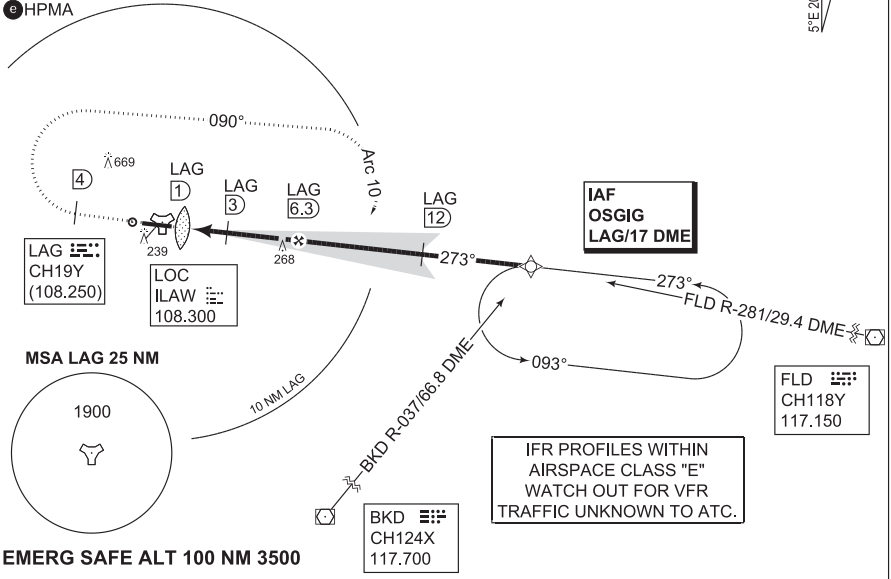 e HPMA
5°E 20
090°
669
4
LAG
1
LAG
3
LAG
6.3
Arc 10
LAG
12
IAF
OSGIG
LAG/17 DME
239
268
273°
273°
FLD R-281/29.4 DME
LAG
CH19Y
(108.250)
LOC
ILAW
108.300
MSA LAG 25 NM
1900
10 NM LAG
093°
BKD R-037/66.8 DME
FLD
CH118Y
117.150
IFR PROFILES WITHIN
AIRSPACE CLASS "E"
WATCH OUT FOR VFR
TRAFFIC UNKNOWN TO ATC.
BKD
CH124X
117.700
EMERG SAFE ALT 100 NM 3500